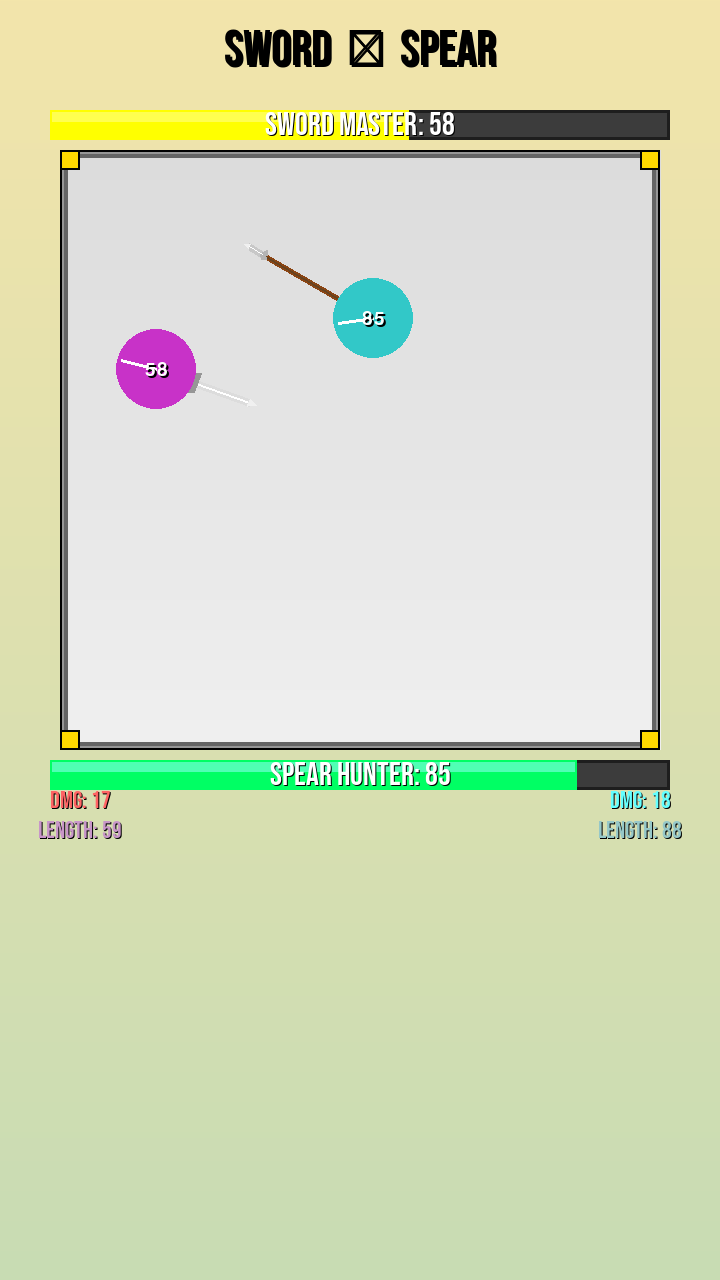 SWORD SPEAR
SWORD MASTER: 58
85
58
SPEAR HUNTER: 85
DMG: 17
DMG: 18
LENGTH: 59
LENGTH: 88